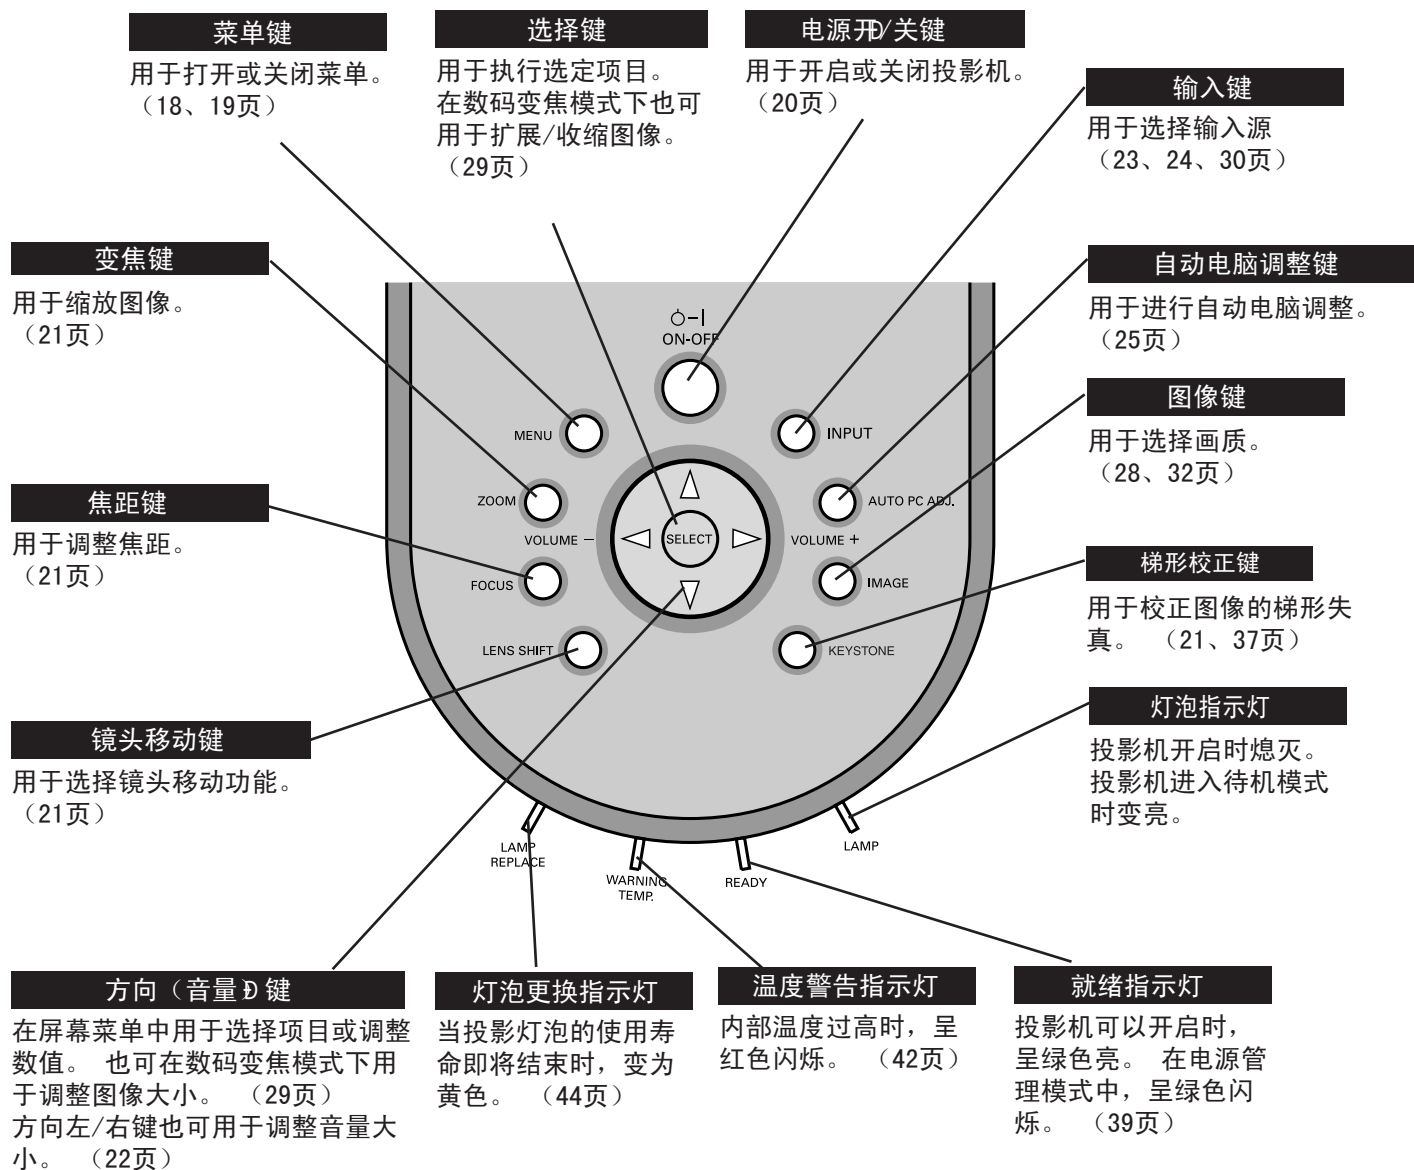 菜单键
用于打开或关闭菜单。
（18、19页）
选择键
用于执行选定项目。
在数码变焦模式下也可
用于扩展/收缩图像。
（29页）
电源开/关键
用于开启或关闭投影机。
（20页）
输入键
用于选择输入源
（23、24、30页）
变焦键
用于缩放图像。
（21页）
自动电脑调整键
用于进行自动电脑调整。
（25页）
图像键
用于选择画质。
（28、32页）
焦距键
用于调整焦距。
（21页）
梯形校正键
用于校正图像的梯形失
真。 （21、37页）
镜头移动键
用于选择镜头移动功能。
（21页）
灯泡指示灯
投影机开启时熄灭。
投影机进入待机模式
时变亮。
ON-OFF
MENU
INPUT
ZOOM
AUTO PC ADJ.
VOLUME －
SELECT
VOLUME ＋
FOCUS
IMAGE
LENS SHIFT
KEYSTONE
LAMP
REPLACE
WARNING
TEMP.
READY
LAMP
方向（音量）键
在屏幕菜单中用于选择项目或调整
数值。 也可在数码变焦模式下用
于调整图像大小。 （29页）
方向左/右键也可用于调整音量大
小。 （22页）
灯泡更换指示灯
当投影灯泡的使用寿
命即将结束时，变为
黄色。 （44页）
温度警告指示灯
内部温度过高时，呈
红色闪烁。 （42页）
就绪指示灯
投影机可以开启时，
呈绿色亮。 在电源管
理模式中，呈绿色闪
烁。 （39页）